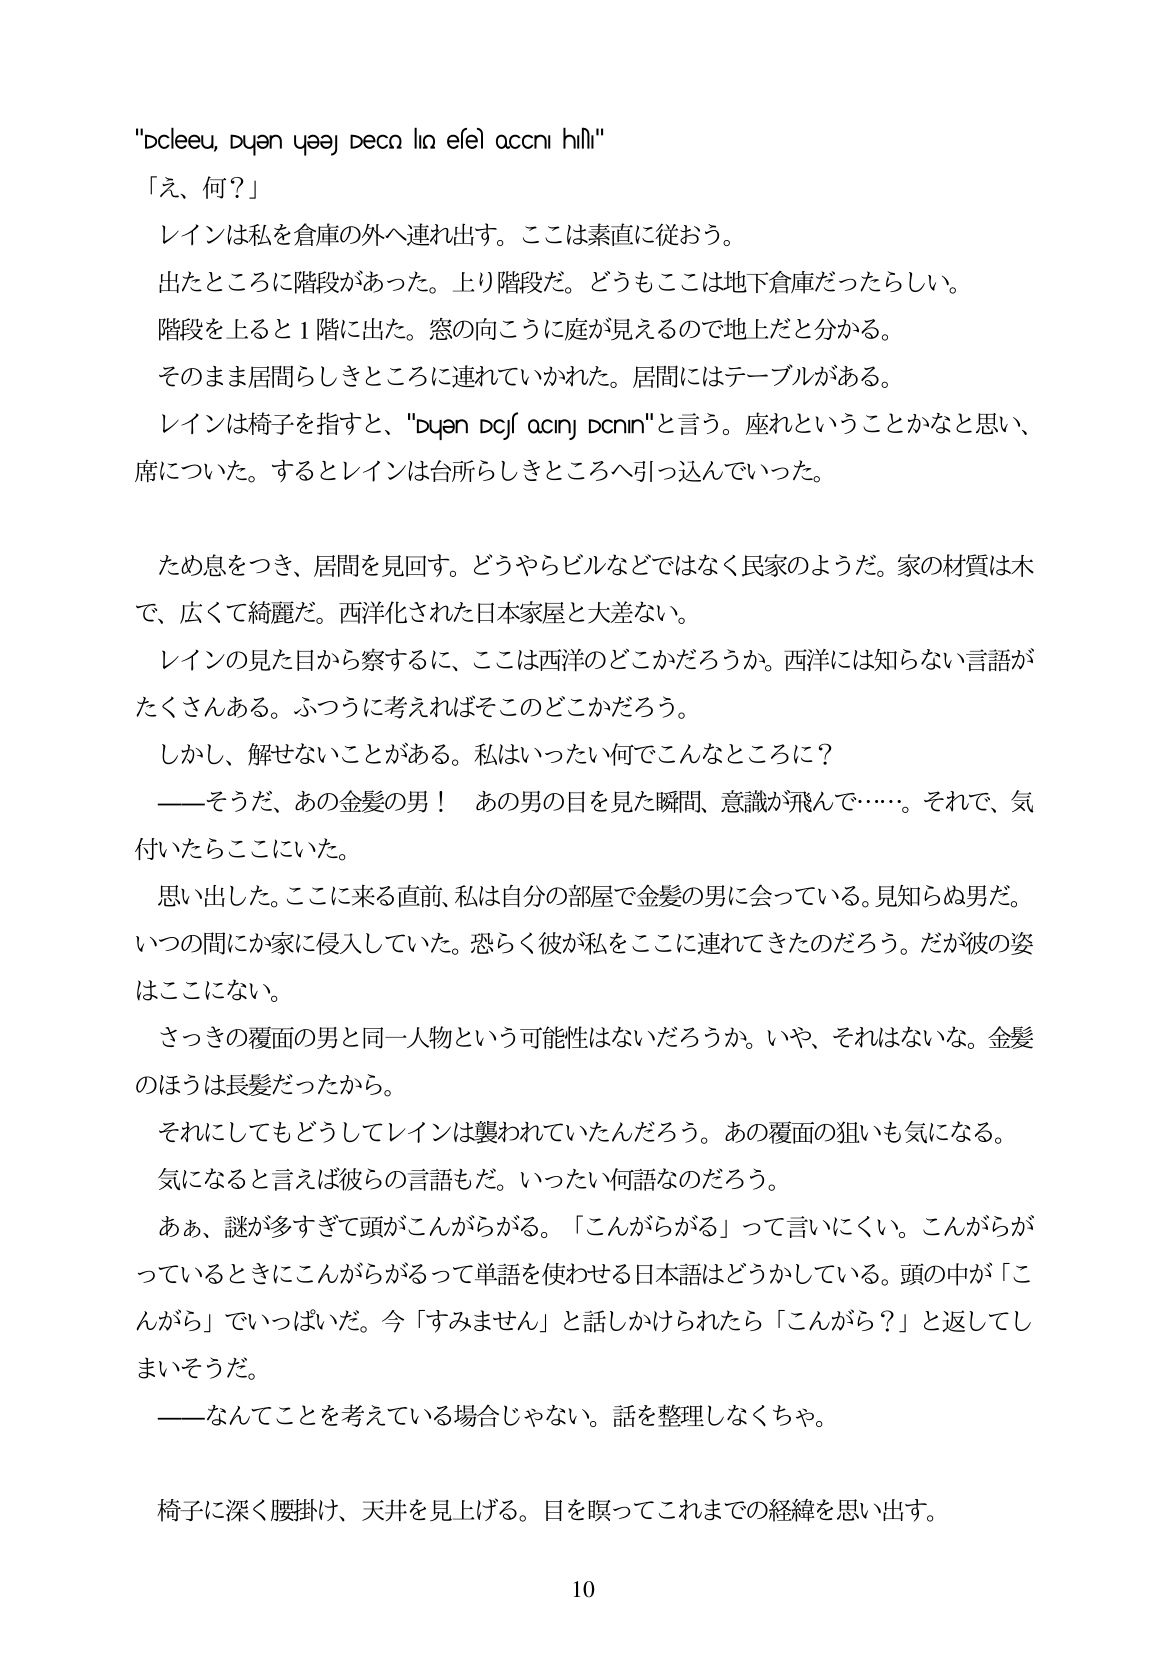 「え、何？」
レインは私を倉庫の外へ連れ出す。ここは素直に従おう。
出たところに階段があった。上り階段だ。どうもここは地下倉庫だったらしい。
階段を上ると 1 階に出た。窓の向こうに庭が見えるので地上だと分かる。
そのまま居間らしきところに連れていかれた。居間にはテーブルがある。
レインは椅子を指すと、と言う。座れということかなと思い、
席についた。するとレインは台所らしきところへ引っ込んでいった。
ため息をつき、居間を見回す。どうやらビルなどではなく民家のようだ。家の材質は木
で、広くて綺麗だ。西洋化された日本家屋と大差ない。
レインの見た目から察するに、ここは西洋のどこかだろうか。西洋には知らない言語が
たくさんある。ふつうに考えればそこのどこかだろう。
しかし、解せないことがある。私はいったい何でこんなところに？
――そうだ、あの金髪の男！　あの男の目を見た瞬間、意識が飛んで……。それで、気
付いたらここにいた。
思い出した。ここに来る直前、私は自分の部屋で金髪の男に会っている。見知らぬ男だ。
いつの間にか家に侵入していた。恐らく彼が私をここに連れてきたのだろう。だが彼の姿
はここにない。
さっきの覆面の男と同一人物という可能性はないだろうか。いや、それはないな。金髪
のほうは長髪だったから。
それにしてもどうしてレインは襲われていたんだろう。あの覆面の狙いも気になる。
気になると言えば彼らの言語もだ。いったい何語なのだろう。
あぁ、謎が多すぎて頭がこんがらがる。「こんがらがる」って言いにくい。こんがらが
っているときにこんがらがるって単語を使わせる日本語はどうかしている。頭の中が「こ
んがら」でいっぱいだ。今「すみません」と話しかけられたら「こんがら？」と返してし
まいそうだ。
――なんてことを考えている場合じゃない。話を整理しなくちゃ。
椅子に深く腰掛け、天井を見上げる。目を瞑ってこれまでの経緯を思い出す。
10